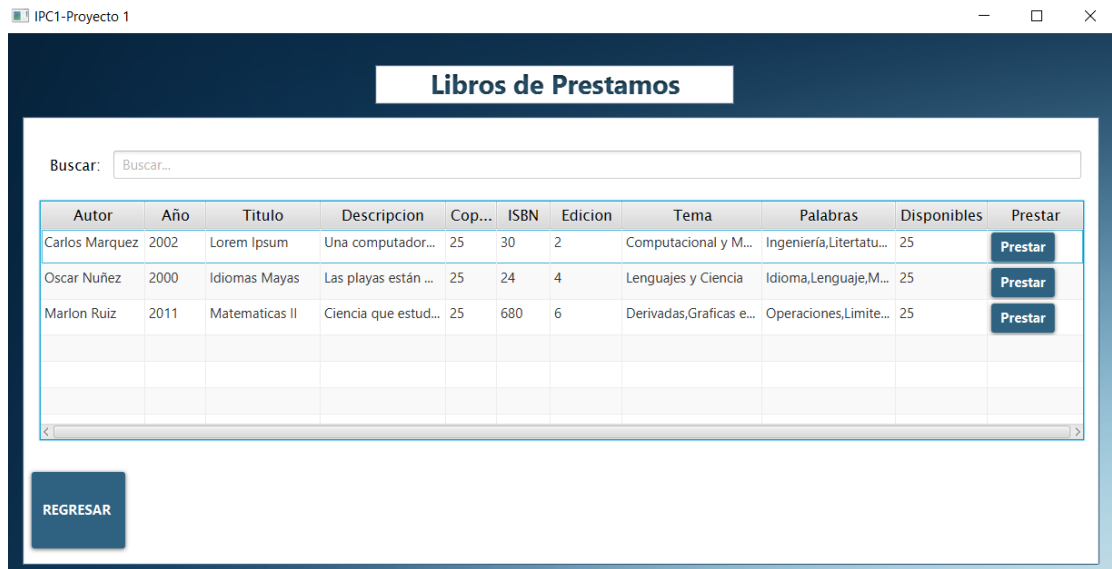 IPC1-Proyecto 1
Libros de Prestamos
Buscar: Buscar...
Autor Año Titulo Descripcion Cop... ISBN Edicion Tema Palabras Disponibles Prestar
Carlos Marquez 2002 Lorem Ipsum Una computador... 25 30 2 Computacional y M... Ingeniería,Litertatu... 25 Prestar
Oscar Nuñez 2000 Idiomas Mayas Las playas están ... 25 24 4 Lenguajes y Ciencia Idioma,Lenguaje,M... 25 Prestar
Marlon Ruiz 2011 Matematicas II Ciencia que estud... 25 680 6 Derivadas,Graficas e... Operaciones,Limite... 25 Prestar
REGRESAR